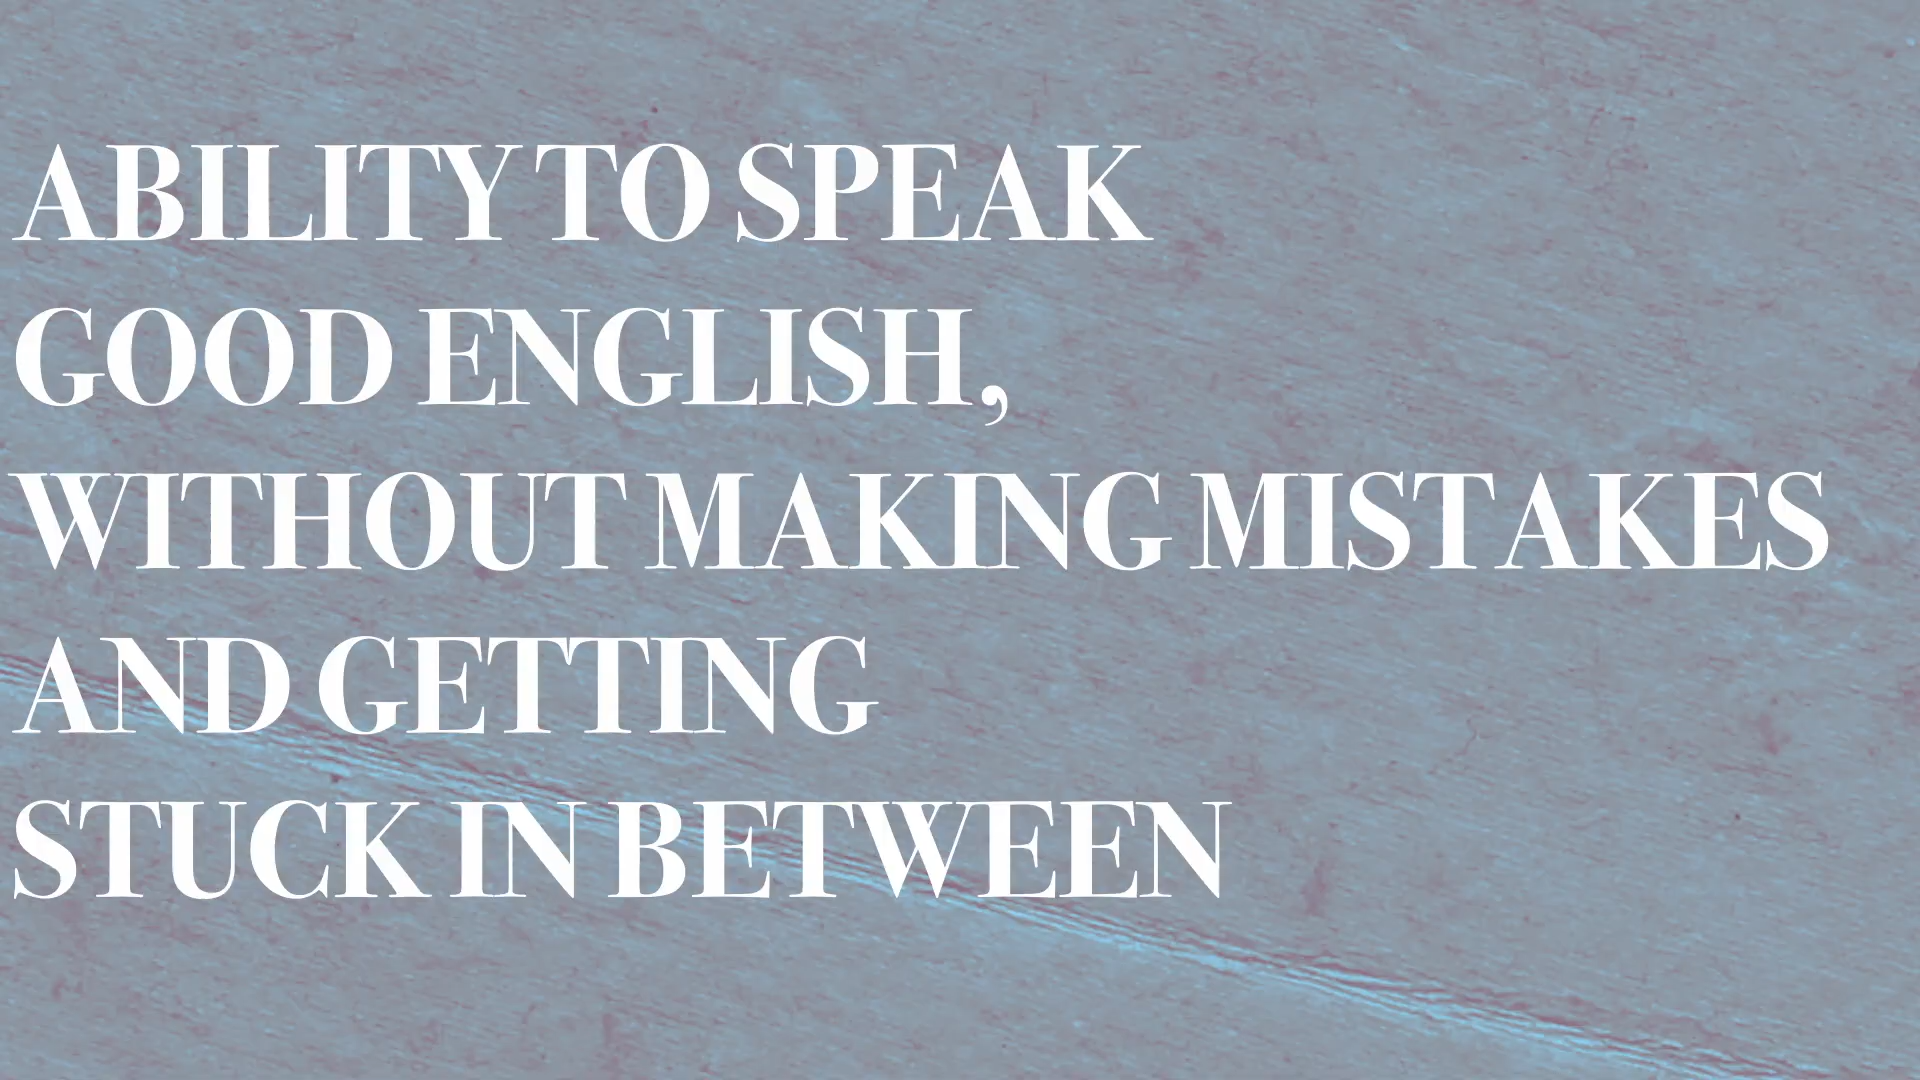 ABILITY TO SPEAK
GOOD ENGLISH,
WITHOUT MAKING MISTAKES
AND GETTING
STUCK IN BETWEEN